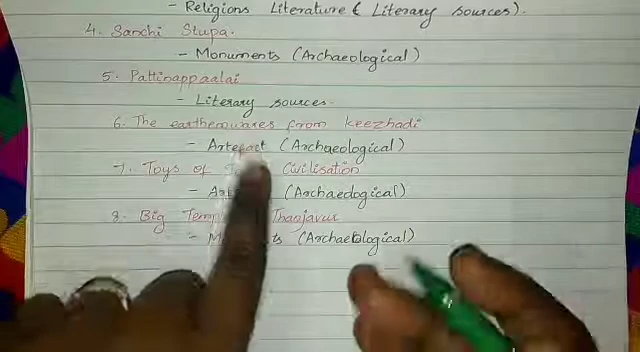 - Religions Literature ( Literary sources).
4. Sanchi Stupa.
- Monuments (Archaeological)
5. Pattinappaalai
- Literary sources.
6. The earthenwares from Keezhadi
- Artefact (Archaeological)
7. Toys of Civilisation
- (Archaeological)
8. Big Thanjavur
- (Archaeological)